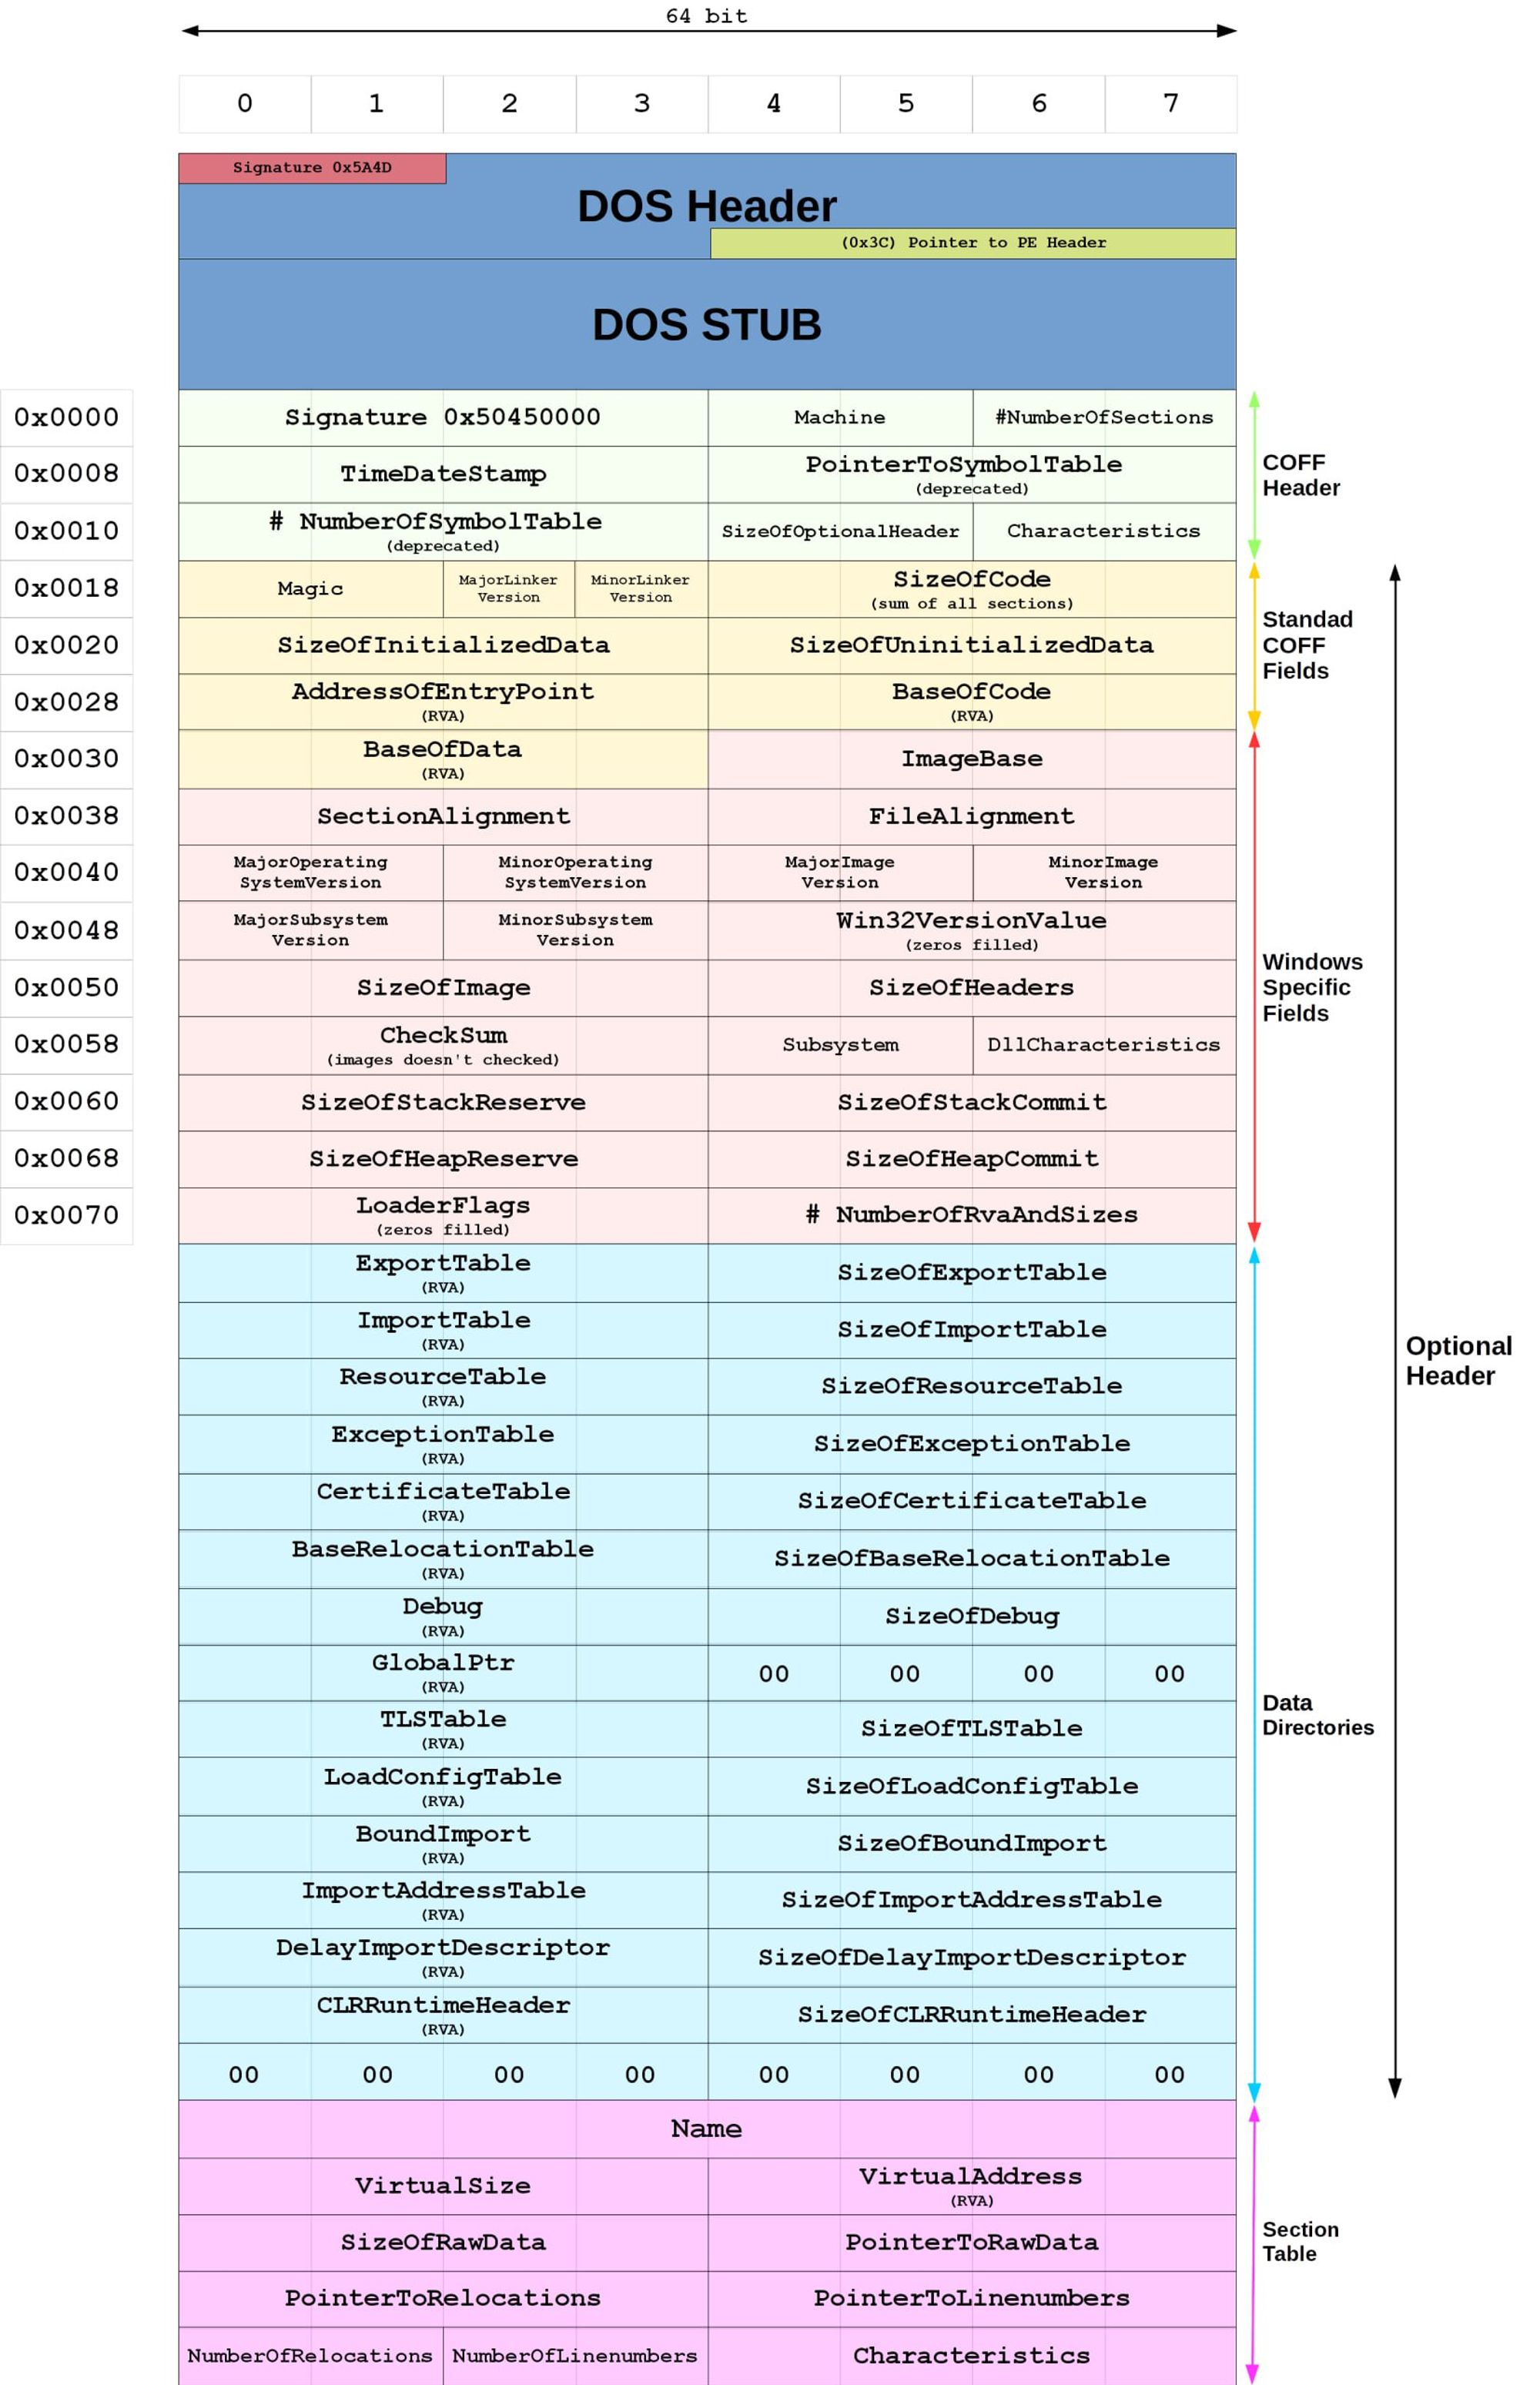 64 bit
0 1 2 3 4 5 6 7
Signature 0x5A4D
DOS Header
(0x3C) Pointer to PE Header
DOS STUB
0x0000 Signature 0x50450000 Machine #NumberOfSections
0x0008 TimeDateStamp PointerToSymbolTable
(deprecated)
COFF
Header
0x0010 # NumberOfSymbolTable
(deprecated)
SizeOfOptionalHeader Characteristics
0x0018 Magic MajorLinker
Version
MinorLinker
Version
SizeOfCode
(sum of all sections)
0x0020 SizeOfInitializedData SizeOfUninitializedData
Standad
COFF
Fields
0x0028 AddressOfEntryPoint
(RVA)
BaseOfCode
(RVA)
0x0030 BaseOfData
(RVA)
ImageBase
0x0038 SectionAlignment FileAlignment
0x0040 MajorOperating
SystemVersion
MinorOperating
SystemVersion
MajorImage
Version
MinorImage
Version
0x0048 MajorSubsystem
Version
MinorSubsystem
Version
Win32VersionValue
(zeros filled)
0x0050 SizeOfImage SizeOfHeaders
Windows
Specific
Fields
0x0058 CheckSum
(images doesn't checked)
Subsystem DllCharacteristics
0x0060 SizeOfStackReserve SizeOfStackCommit
0x0068 SizeOfHeapReserve SizeOfHeapCommit
0x0070 LoaderFlags
(zeros filled)
# NumberOfRvaAndSizes
ExportTable
(RVA)
SizeOfExportTable
ImportTable
(RVA)
SizeOfImportTable
Optional
Header
ResourceTable
(RVA)
SizeOfResourceTable
ExceptionTable
(RVA)
SizeOfExceptionTable
CertificateTable
(RVA)
SizeOfCertificateTable
BaseRelocationTable
(RVA)
SizeOfBaseRelocationTable
Debug
(RVA)
SizeOfDebug
GlobalPtr
(RVA)
00 00 00 00
TLSTable
(RVA)
SizeOfTLSTable
Data
Directories
LoadConfigTable
(RVA)
SizeOfLoadConfigTable
BoundImport
(RVA)
SizeOfBoundImport
ImportAddressTable
(RVA)
SizeOfImportAddressTable
DelayImportDescriptor
(RVA)
SizeOfDelayImportDescriptor
CLRRuntimeHeader
(RVA)
SizeOfCLRRuntimeHeader
00 00 00 00 00 00 00 00
Name
VirtualSize VirtualAddress
(RVA)
SizeOfRawData PointerToRawData
Section
Table
PointerToRelocations PointerToLinenumbers
NumberOfRelocations NumberOfLinenumbers Characteristics